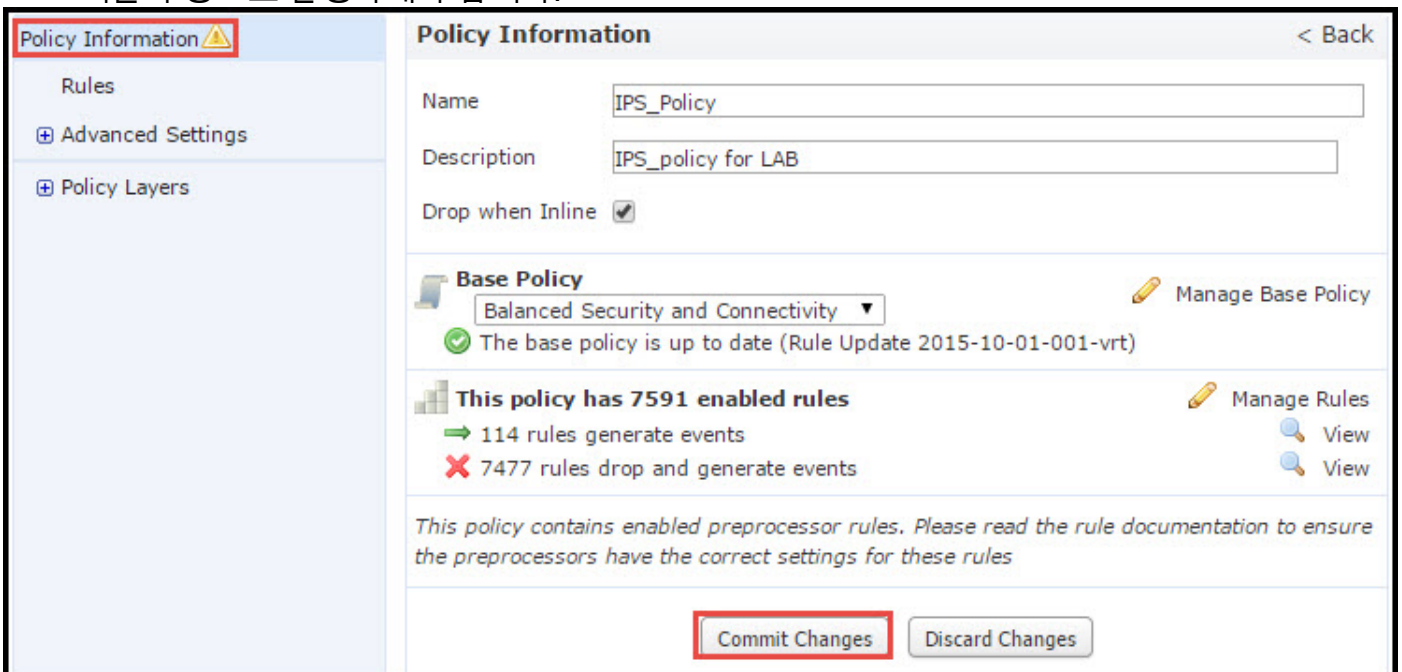 Policy Information
Rules
Advanced Settings
Policy Layers
Policy Information
< Back
Name
IPS_Policy
Description
IPS_policy for LAB
Drop when Inline
Base Policy
Balanced Security and Connectivity
Manage Base Policy
The base policy is up to date (Rule Update 2015-10-01-001-vrt)
This policy has 7591 enabled rules
Manage Rules
114 rules generate events
View
7477 rules drop and generate events
View
This policy contains enabled preprocessor rules. Please read the rule documentation to ensure
the preprocessors have the correct settings for these rules
Commit Changes
Discard Changes